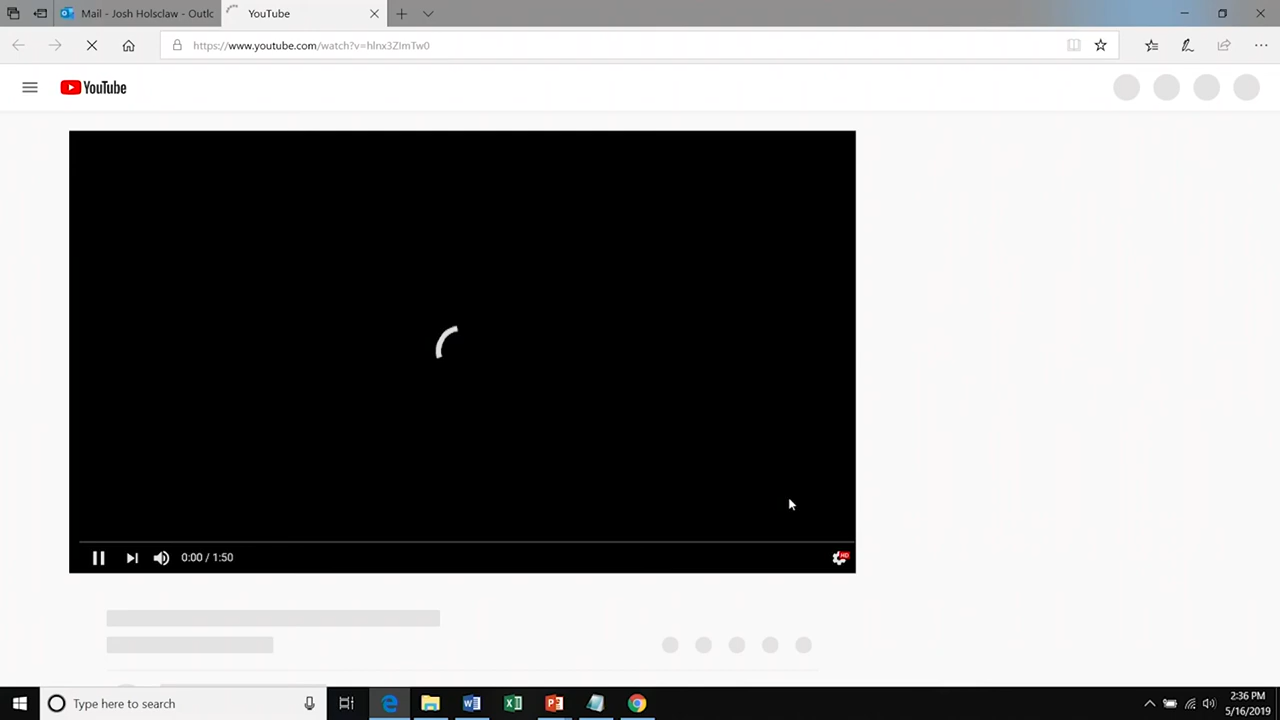 Mail - Josh Holsclaw - Outlc
YouTube
https://www.youtube.com/watch?v=hlnx3ZImTw0
YouTube
0:00 / 1:50
HD
Type here to search
2:36 PM
5/16/2019